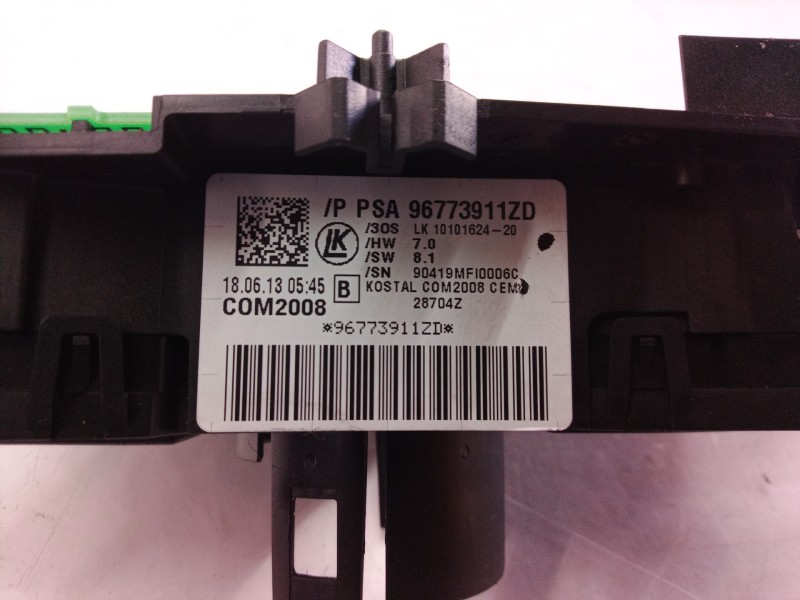 /P PSA 96773911ZD
/3OS LK 10101624-20
LK
/HW 7.0
/SW 8.1
/SN 90419MFI0006C
18.06.13 05:45 B KOSTAL COM2008 CEM
COM2008 28704Z
*96773911ZD*